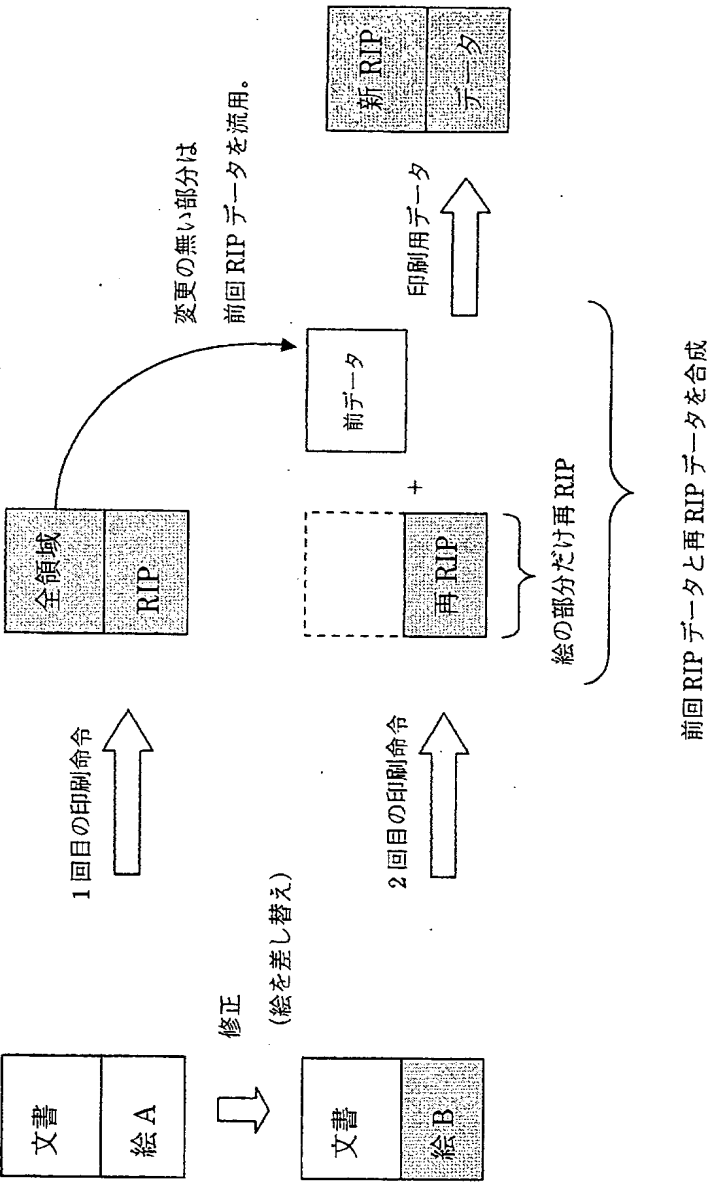 文書
絵 A
1 回目の印刷命令
全領域
RIP
変更の無い部分は
前回 RIP データを流用。
修正
(絵を差し替え)
文書
絵 B
2 回目の印刷命令
再 RIP
+
前データ
印刷用データ
新 RIP
データ
絵の部分だけ再 RIP
前回 RIP データと再 RIP データを合成